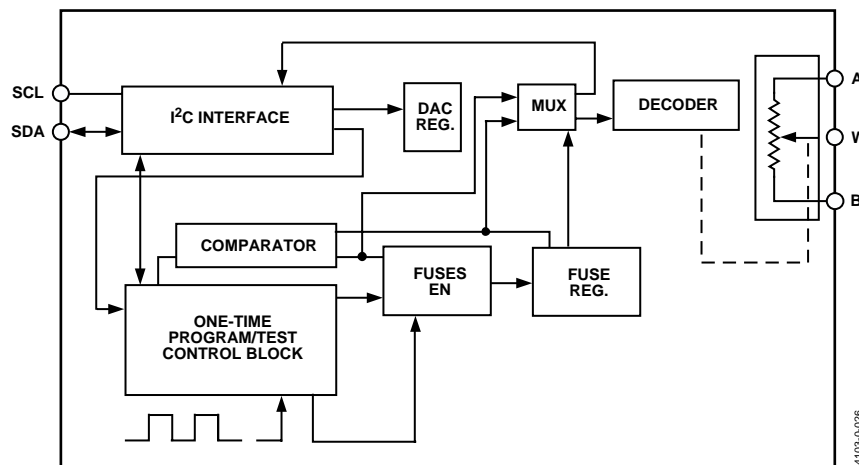 SCL
SDA
I2C INTERFACE
DAC
REG.
MUX
DECODER
A
W
B
COMPARATOR
FUSES
EN
FUSE
REG.
ONE-TIME
PROGRAM/TEST
CONTROL BLOCK